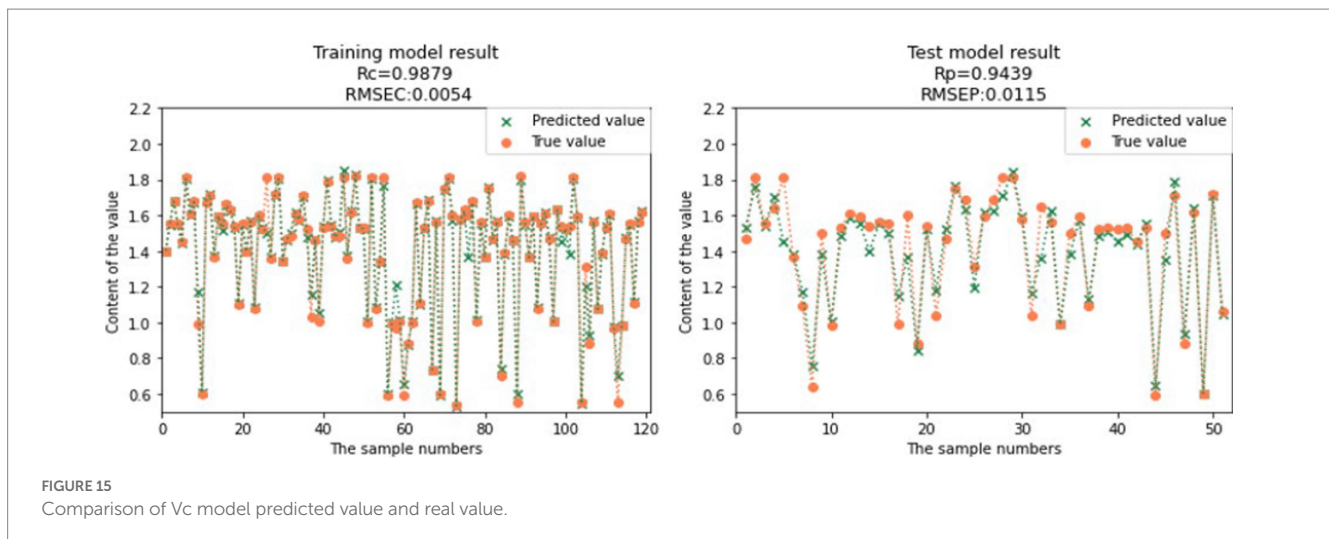 Training model result
Rc=0.9879
RMSEC:0.0054
2.2
2.0
1.8
1.6
1.4
1.2
1.0
0.8
0.6
Content of the value
Predicted value
True value
0 20 40 60 80 100 120
The sample numbers
Test model result
Rp=0.9439
RMSEP:0.0115
2.2
2.0
1.8
1.6
1.4
1.2
1.0
0.8
0.6
Content of the value
Predicted value
True value
0 10 20 30 40 50
The sample numbers
FIGURE 15
Comparison of Vc model predicted value and real value.